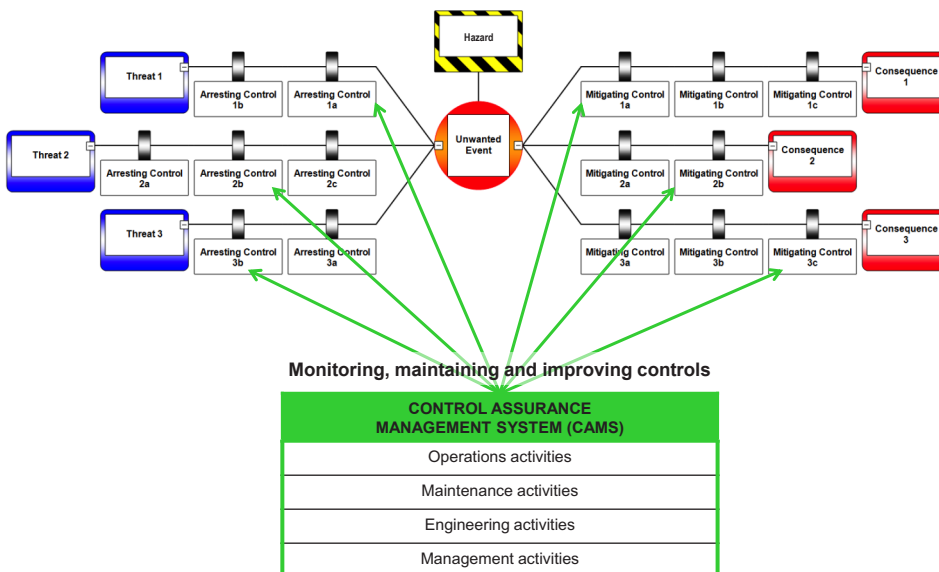 Hazard
Threat 1
Arresting Control
1b
Arresting Control
1a
Mitigating Control
1a
Mitigating Control
1b
Mitigating Control
1c
Consequence
1
Unwanted
Event
Threat 2
Arresting Control
2a
Arresting Control
2b
Arresting Control
2c
Mitigating Control
2a
Mitigating Control
2b
Consequence
2
Threat 3
Arresting Control
3b
Arresting Control
3a
Mitigating Control
3a
Mitigating Control
3b
Mitigating Control
3c
Consequence
3
Monitoring, maintaining and improving controls
CONTROL ASSURANCE
MANAGEMENT SYSTEM (CAMS)
Operations activities
Maintenance activities
Engineering activities
Management activities